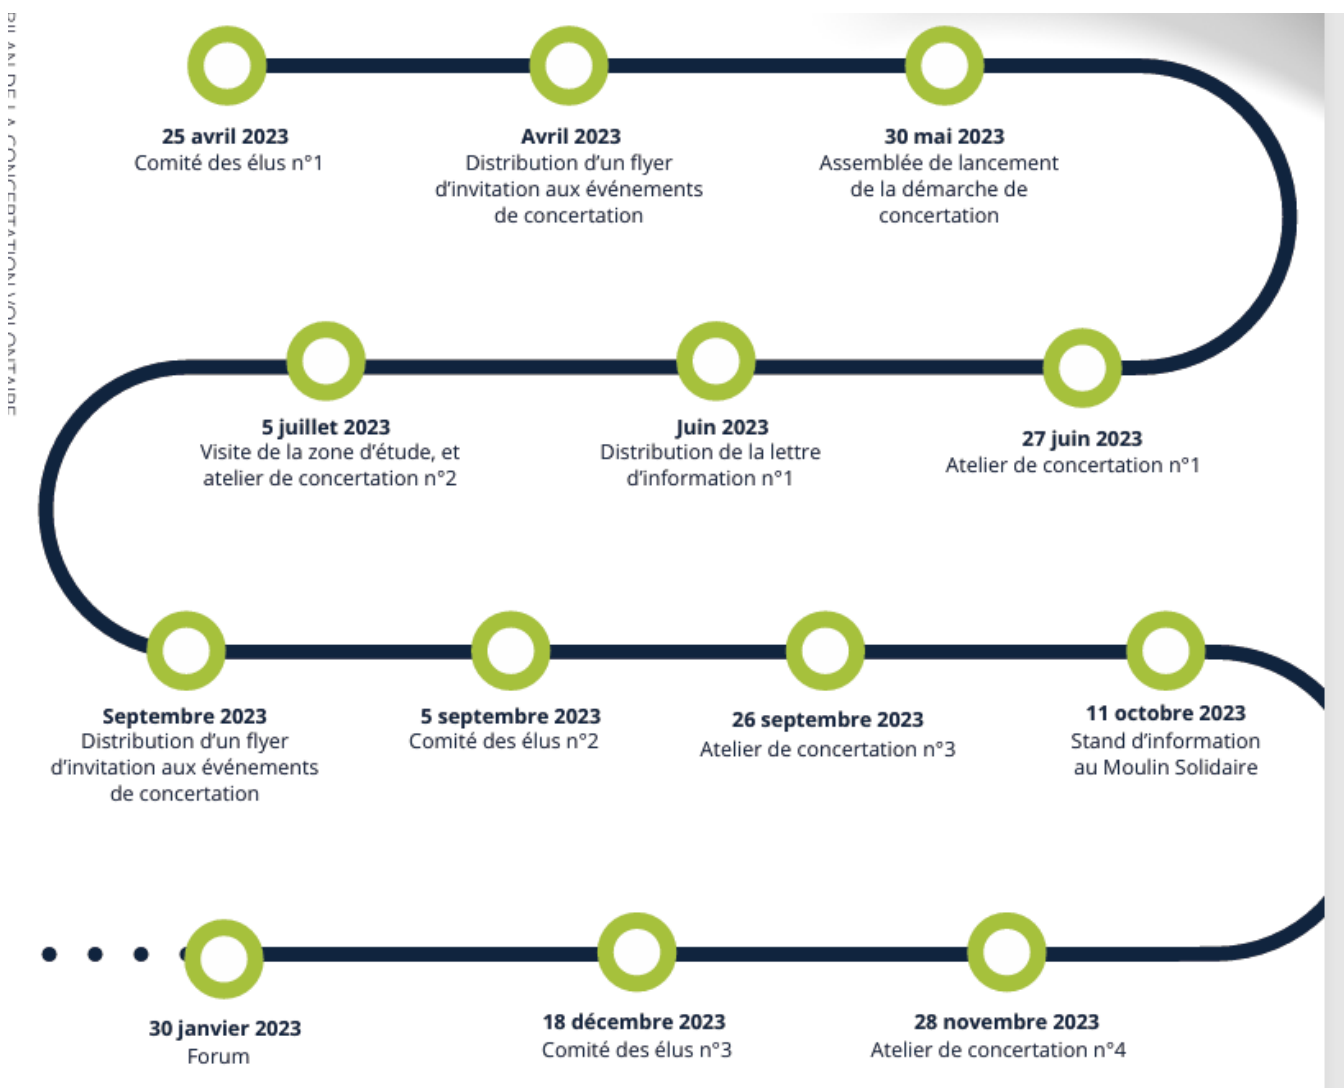 BILAN DE LA CONCERTATION VOLONTAIRE
25 avril 2023
Comité des élus n°1
Avril 2023
Distribution d'un flyer
d'invitation aux événements
de concertation
30 mai 2023
Assemblée de lancement
de la démarche de
concertation
27 juin 2023
Atelier de concertation n°1
Juin 2023
Distribution de la lettre
d'information n°1
5 juillet 2023
Visite de la zone d'étude, et
atelier de concertation n°2
Septembre 2023
Distribution d'un flyer
d'invitation aux événements
de concertation
5 septembre 2023
Comité des élus n°2
26 septembre 2023
Atelier de concertation n°3
11 octobre 2023
Stand d'information
au Moulin Solidaire
28 novembre 2023
Atelier de concertation n°4
18 décembre 2023
Comité des élus n°3
30 janvier 2023
Forum